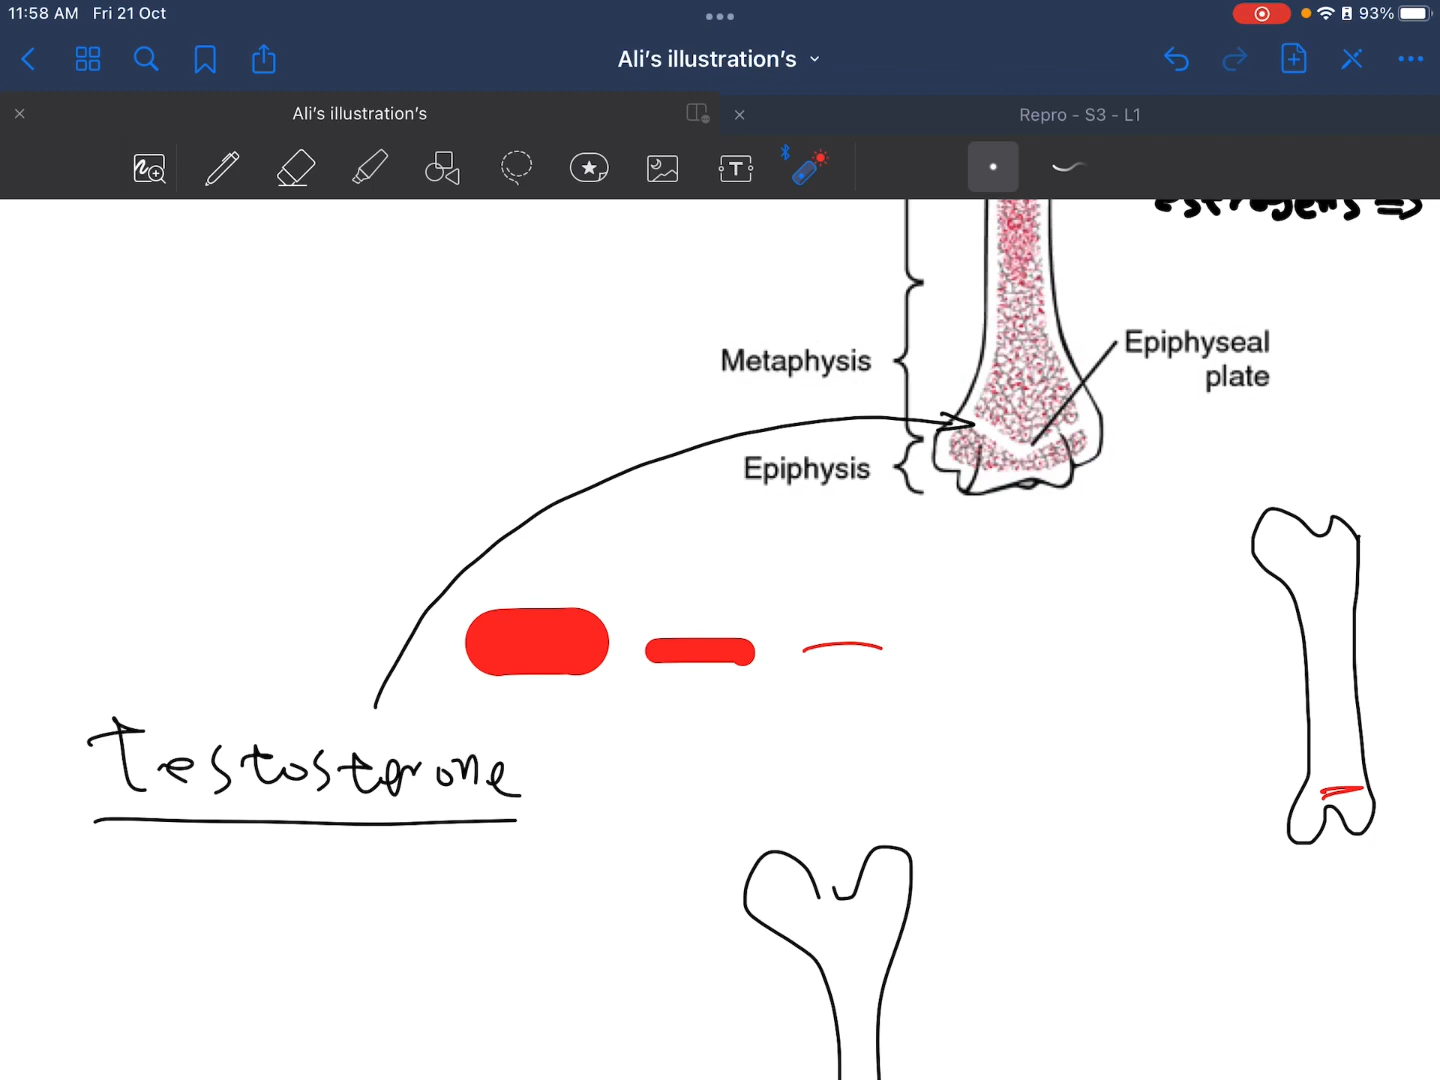 11:58 AM Fri 21 Oct
93%
Ali's illustration's
Ali's illustration's
Repro - S3 - L1
T
estrogens ⇒
Metaphysis
Epiphyseal
plate
Epiphysis
Testosterone